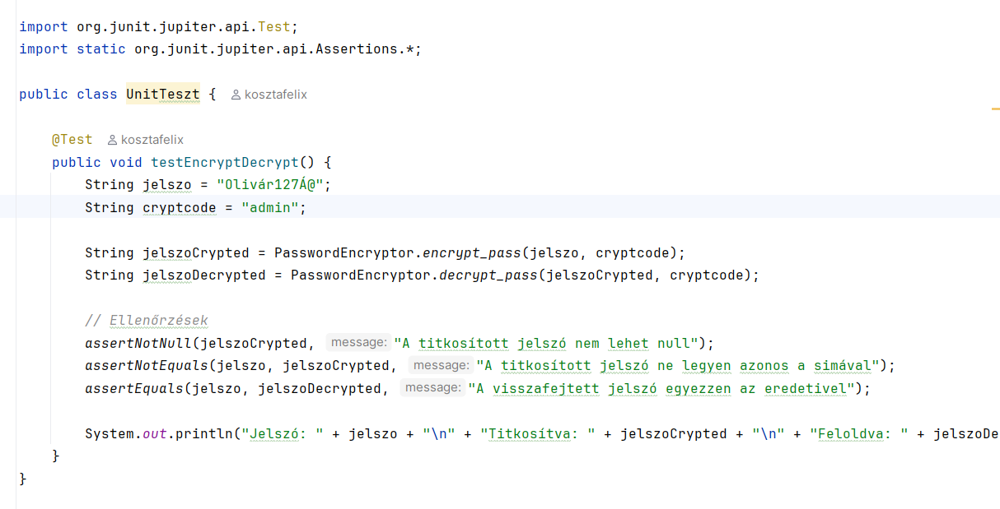 import org.junit.jupiter.api.Test;
import static org.junit.jupiter.api.Assertions.*;
public class UnitTeszt { kosztafelix
@Test kosztafelix
public void testEncryptDecrypt() {
String jelszo = "Olivár127Á@";
String cryptcode = "admin";
String jelszoCrypted = PasswordEncryptor.encrypt_pass(jelszo, cryptcode);
String jelszoDecrypted = PasswordEncryptor.decrypt_pass(jelszoCrypted, cryptcode);
// Ellenőrzések
assertNotNull(jelszoCrypted, message: "A titkosított jelszó nem lehet null");
assertNotEquals(jelszo, jelszoCrypted, message: "A titkosított jelszó ne legyen azonos a simával");
assertEquals(jelszo, jelszoDecrypted, message: "A visszafejtett jelszó egyezzen az eredetivel");
System.out.println("Jelszó: " + jelszo + "\n" + "Titkosítva: " + jelszoCrypted + "\n" + "Feloldva: " + jelszoDe
}
}